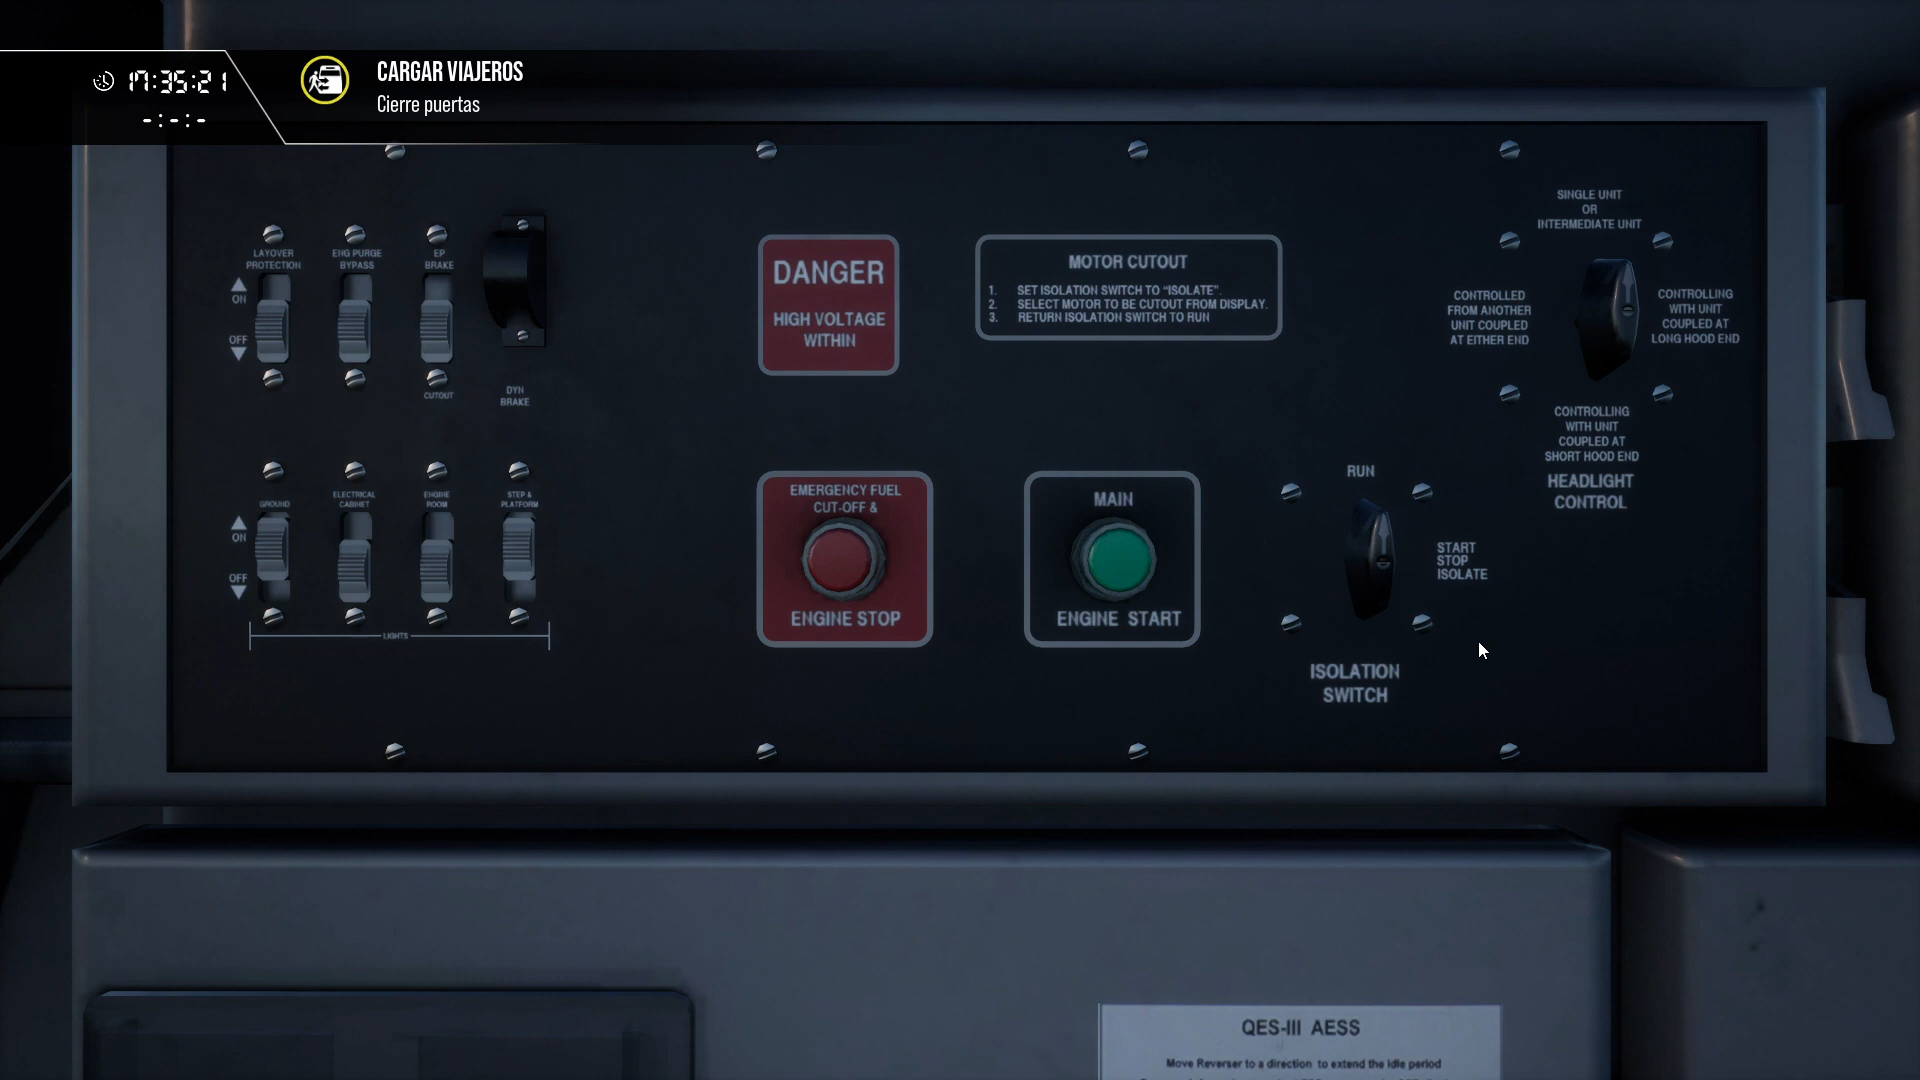 17:35:21
-:-:-
CARGAR VIAJEROS
Cierre puertas
LAYOVER
PROTECTION
ENG PURGE
BYPASS
EP
BRAKE
ON
OFF
CUTOUT
DYN
BRAKE
DANGER
HIGH VOLTAGE
WITHIN
MOTOR CUTOUT
1. SET ISOLATION SWITCH TO "ISOLATE".
2. SELECT MOTOR TO BE CUTOUT FROM DISPLAY.
3. RETURN ISOLATION SWITCH TO RUN
SINGLE UNIT
OR
INTERMEDIATE UNIT
CONTROLLED
FROM ANOTHER
UNIT COUPLED
AT EITHER END
CONTROLLING
WITH UNIT
COUPLED AT
LONG HOOD END
CONTROLLING
WITH UNIT
COUPLED AT
SHORT HOOD END
HEADLIGHT
CONTROL
GROUND
ELECTRICAL
CABINET
ENGINE
ROOM
STEP &
PLATFORM
ON
OFF
LIGHTS
EMERGENCY FUEL
CUT-OFF &
ENGINE STOP
MAIN
ENGINE START
RUN
START
STOP
ISOLATE
ISOLATION
SWITCH
QES-III AESS
Move Reverser to a direction to extend the idle period